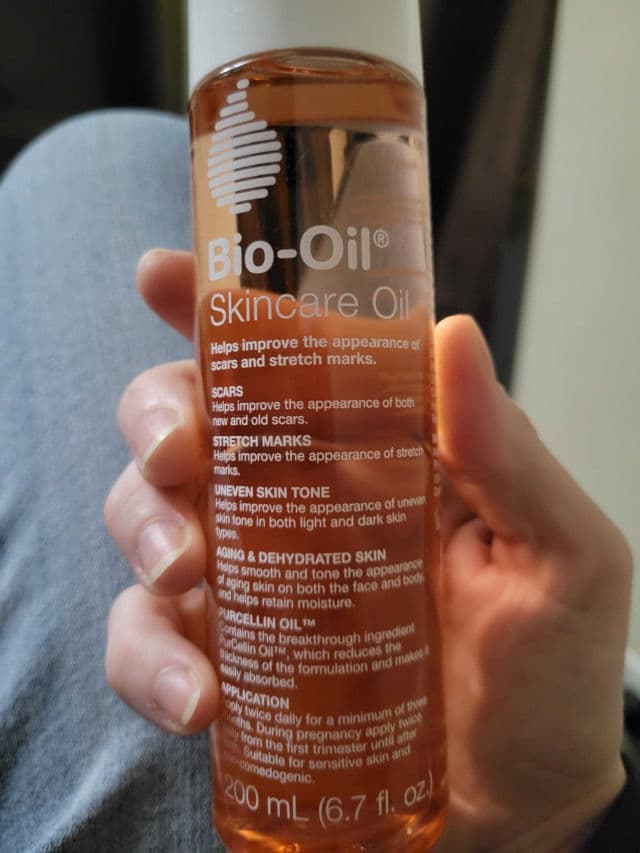 Bio-Oil®
Skincare Oil
Helps improve the appearance of
scars and stretch marks.
SCARS
Helps improve the appearance of both
new and old scars.
STRETCH MARKS
Helps improve the appearance of stretch
marks.
UNEVEN SKIN TONE
Helps improve the appearance of uneven
skin tone in both light and dark skin
types.
AGING & DEHYDRATED SKIN
Helps smooth and tone the appearance
of aging skin on both the face and body,
and helps retain moisture.
PURCELLIN OIL™
Contains the breakthrough ingredient
PurCellin Oil™, which reduces the
thickness of the formulation and makes it
easily absorbed.
APPLICATION
Apply twice daily for a minimum of three
months. During pregnancy apply twice
from the first trimester until after
Suitable for sensitive skin and
non-comedogenic.
200 mL (6.7 fl. oz.)